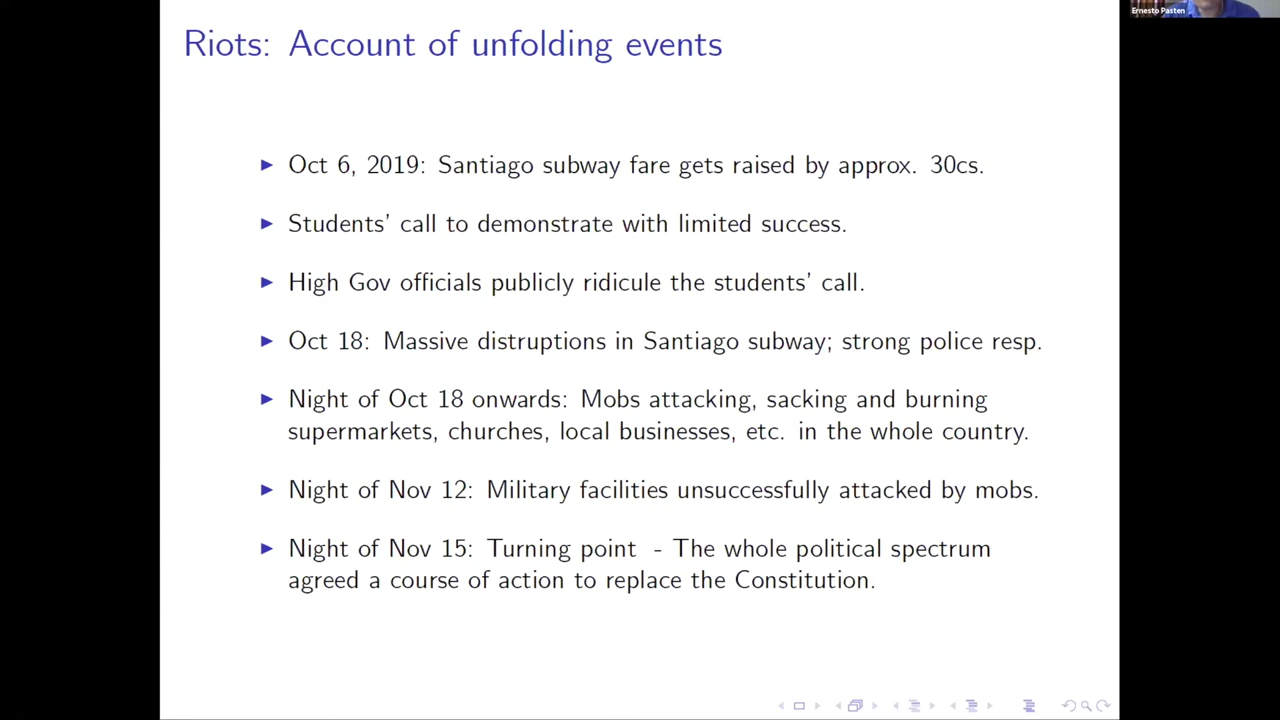 Ernesto Pasten
Riots: Account of unfolding events
Oct 6, 2019: Santiago subway fare gets raised by approx. 30cs.
Students' call to demonstrate with limited success.
High Gov officials publicly ridicule the students' call.
Oct 18: Massive distruptions in Santiago subway; strong police resp.
Night of Oct 18 onwards: Mobs attacking, sacking and burning
supermarkets, churches, local businesses, etc. in the whole country.
Night of Nov 12: Military facilities unsuccessfully attacked by mobs.
Night of Nov 15: Turning point - The whole political spectrum
agreed a course of action to replace the Constitution.